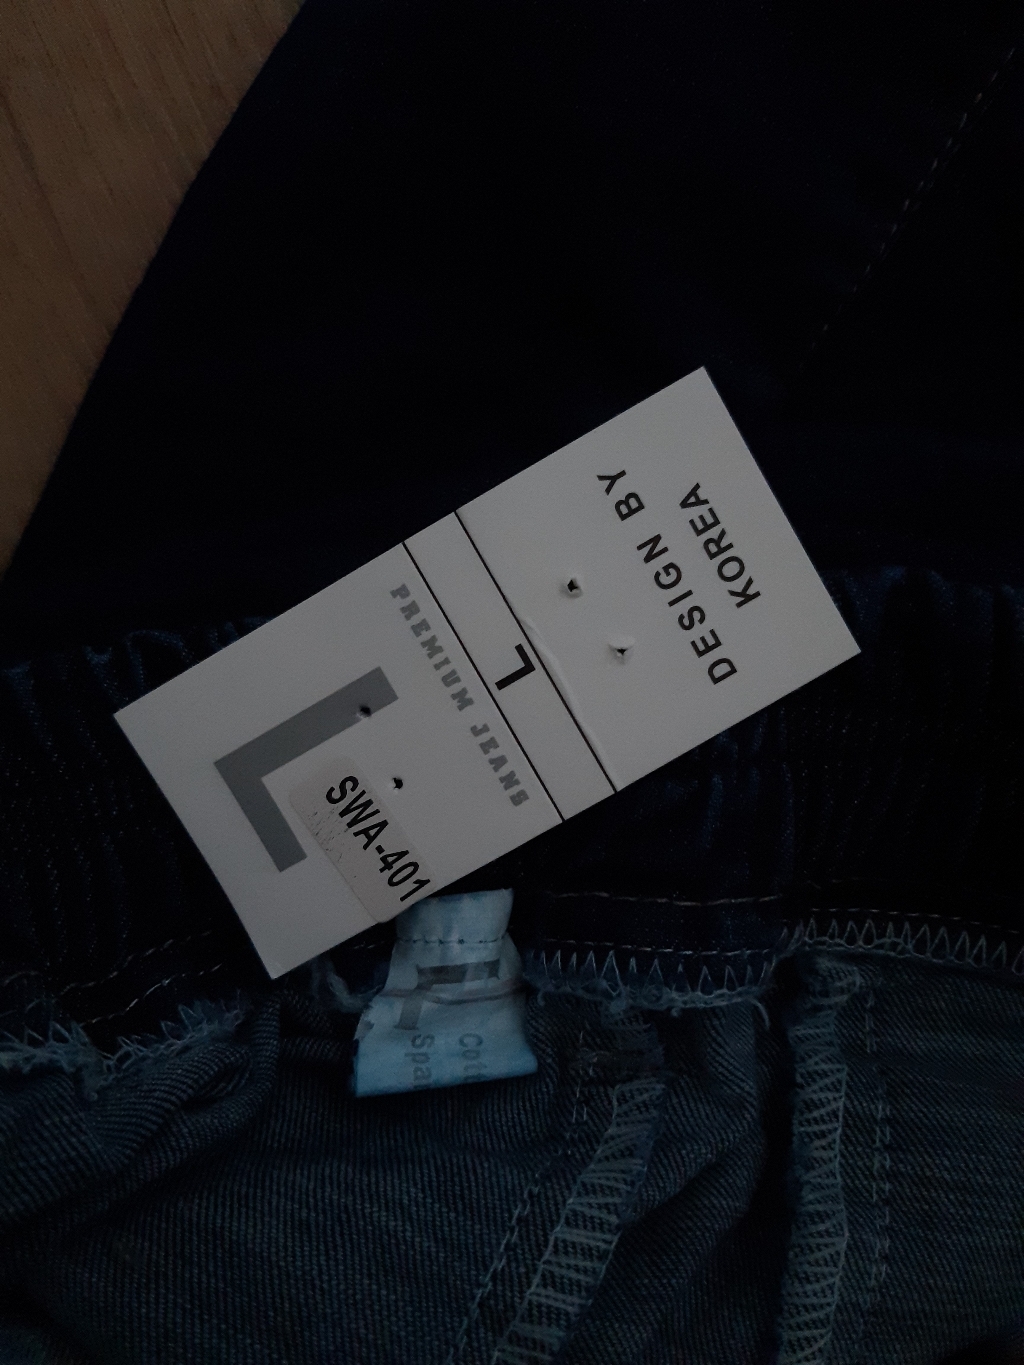 DESIGN BY
KOREA
L
PREMIUM JEANS
L
SWA-401
L